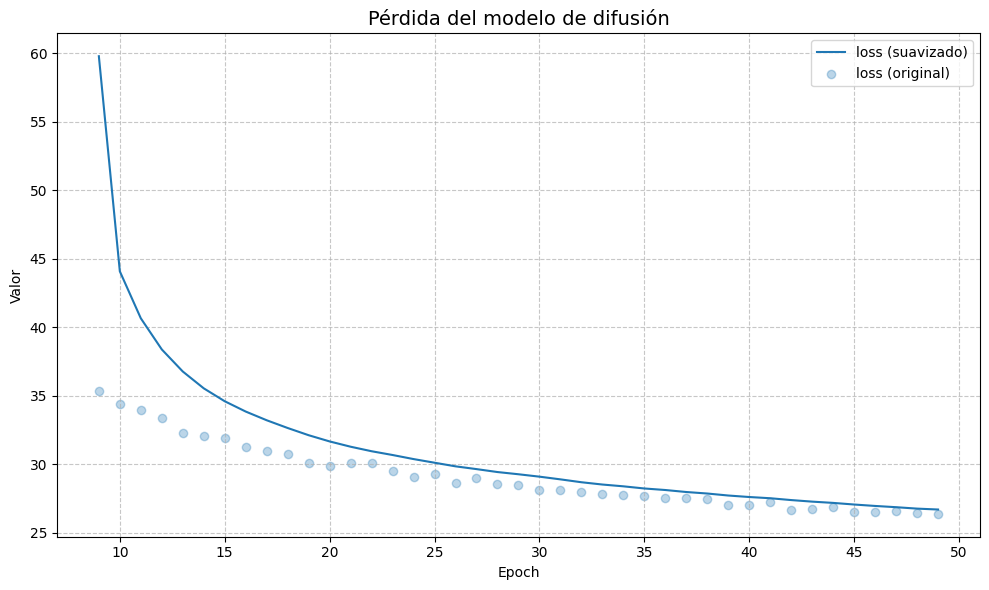 Pérdida del modelo de difusión
loss (suavizado)
loss (original)
60
55
50
45
40
35
30
25
Valor
10 15 20 25 30 35 40 45 50
Epoch